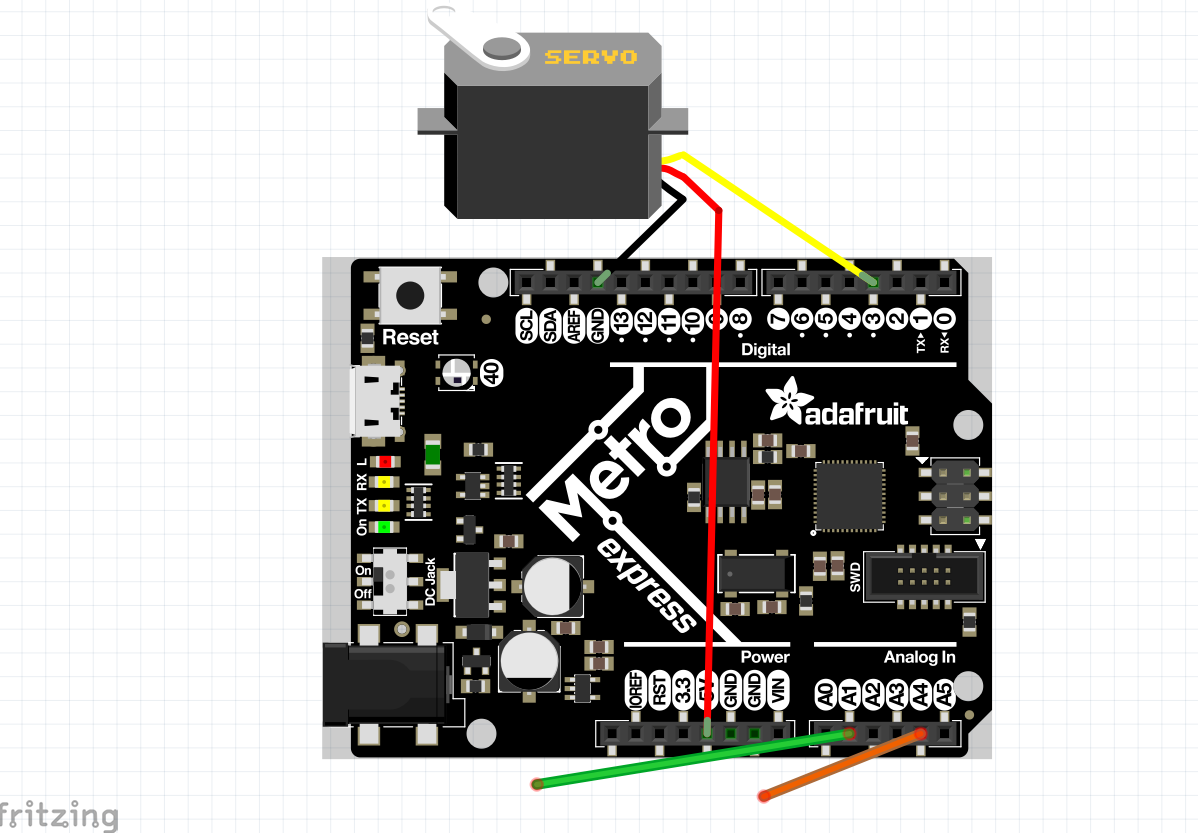 SERVO
SCL SDA AREF GND 13 12 11 10 9 8 7 6 5 4 3 2 1 0
TX RX
Reset
Digital
40
adafruit
Metro
express
L
RX
TX
On
On
Off
DC Jack
SWD
Power
Analog In
IOREF RST 3.3 5V GND GND VIN A0 A1 A2 A3 A4 A5
fritzing